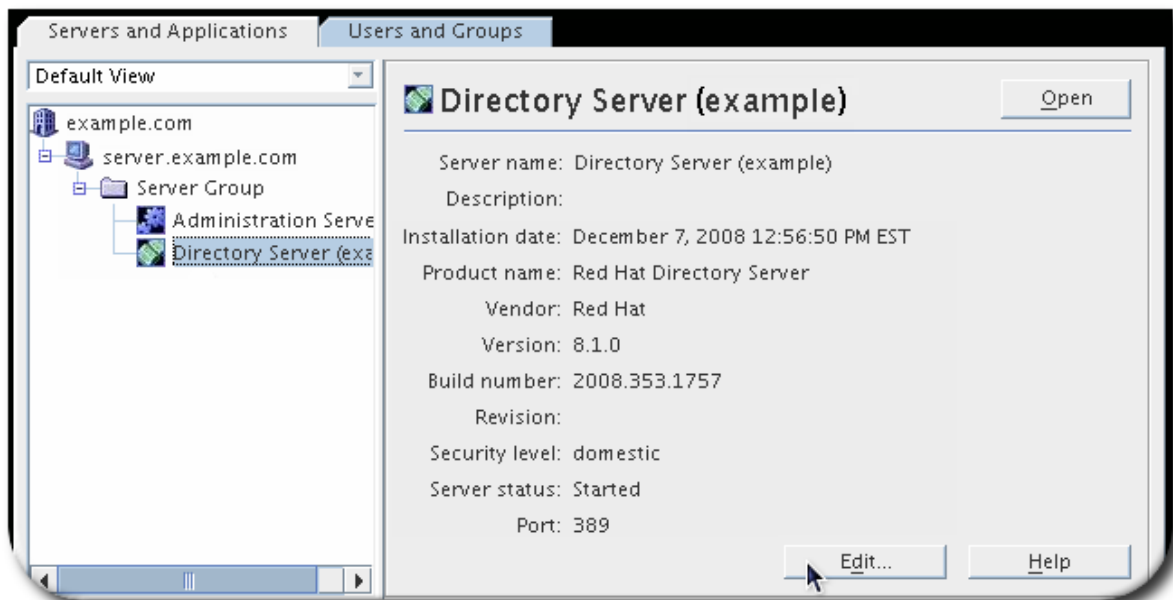 Servers and Applications
Users and Groups
Default View
example.com
server.example.com
Server Group
Administration Serve
Directory Server (exa
Directory Server (example)
Open
Server name: Directory Server (example)
Description:
Installation date: December 7, 2008 12:56:50 PM EST
Product name: Red Hat Directory Server
Vendor: Red Hat
Version: 8.1.0
Build number: 2008.353.1757
Revision:
Security level: domestic
Server status: Started
Port: 389
Edit...
Help